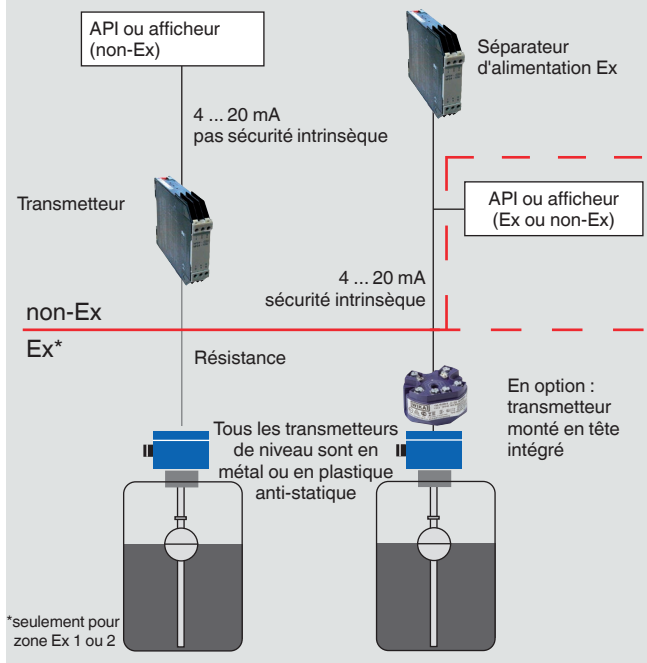 API ou afficheur
(non-Ex)
Séparateur
d'alimentation Ex
4 ... 20 mA
pas sécurité intrinsèque
Transmetteur
API ou afficheur
(Ex ou non-Ex)
4 ... 20 mA
sécurité intrinsèque
non-Ex
Ex*
Résistance
En option :
transmetteur
monté en tête
intégré
Tous les transmetteurs
de niveau sont en
métal ou en plastique
anti-statique
*seulement pour
zone Ex 1 ou 2